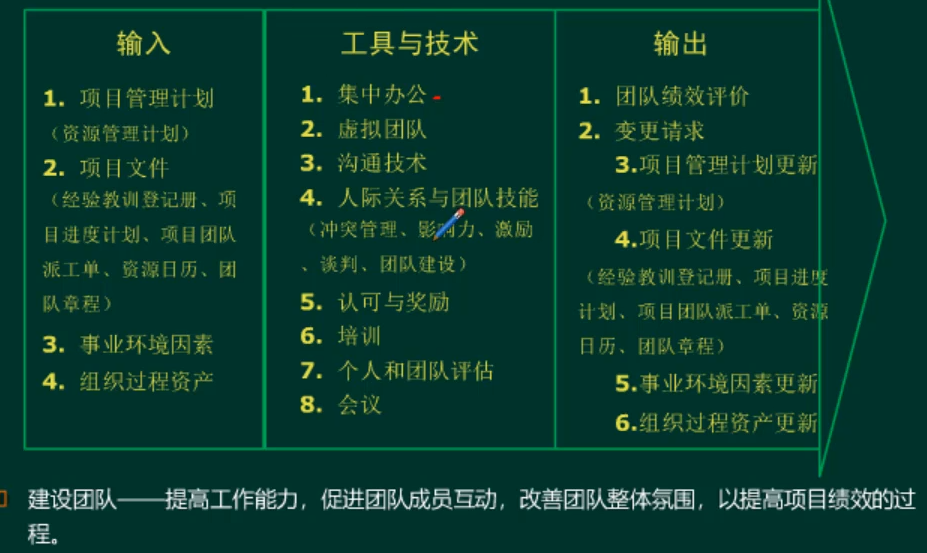 输入
1. 项目管理计划
（资源管理计划）
2. 项目文件
（经验教训登记册、项
目进度计划、项目团队
派工单、资源日历、团
队章程）
3. 事业环境因素
4. 组织过程资产
工具与技术
1. 集中办公
2. 虚拟团队
3. 沟通技术
4. 人际关系与团队技能
（冲突管理、影响力、激励
、谈判、团队建设）
5. 认可与奖励
6. 培训
7. 个人和团队评估
8. 会议
输出
1. 团队绩效评价
2. 变更请求
3.项目管理计划更新
（资源管理计划）
4.项目文件更新
（经验教训登记册、项目进度
计划、项目团队派工单、资源
日历、团队章程）
5.事业环境因素更新
6.组织过程资产更新
建设团队——提高工作能力，促进团队成员互动，改善团队整体氛围，以提高项目绩效的过
程。